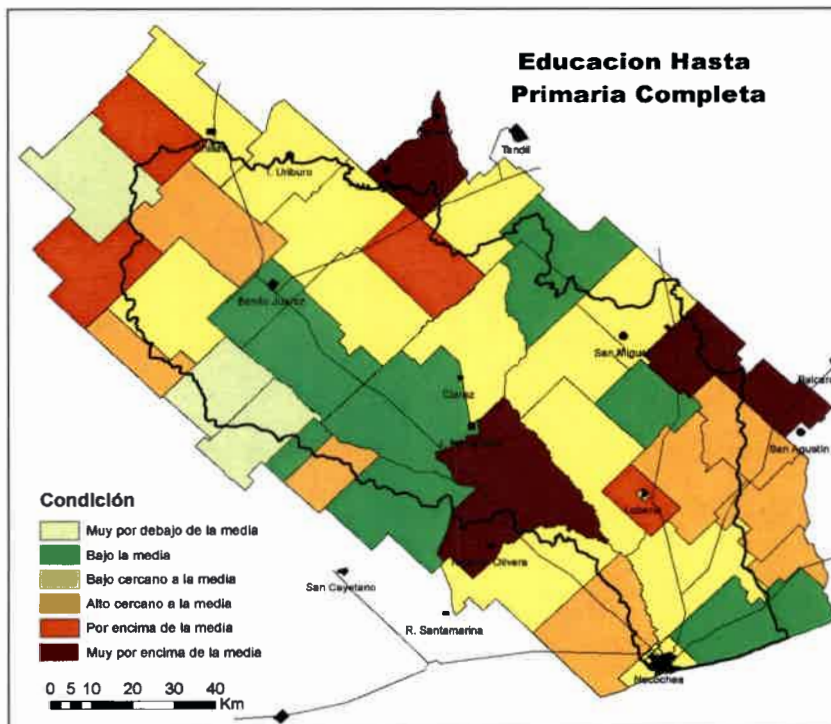 Educacion Hasta
Primaria Completa
Tandil
I. Uriburu
Benito Juarez
San Miguel
Claraz
San Agustin
Loberia
San Cayetano
R. Santamarina
Necochea
Condición
Muy por debajo de la media
Bajo la media
Bajo cercano a la media
Alto cercano a la media
Por encima de la media
Muy por encima de la media
0 5 10 20 30 40
Km